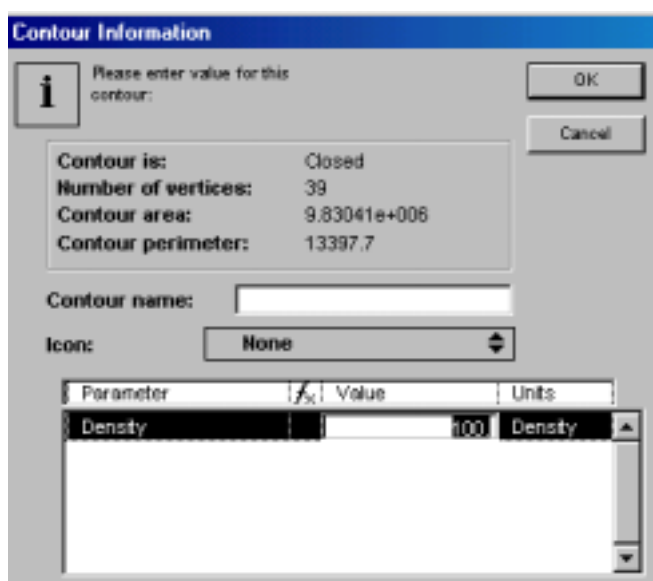 Contour Information
Please enter value for this
contour:
OK
Cancel
Contour is: Closed
Number of vertices: 39
Contour area: 9.83041e+006
Contour perimeter: 13397.7
Contour name:
Icon: None
Parameter fx Value Units
Density 100 Density